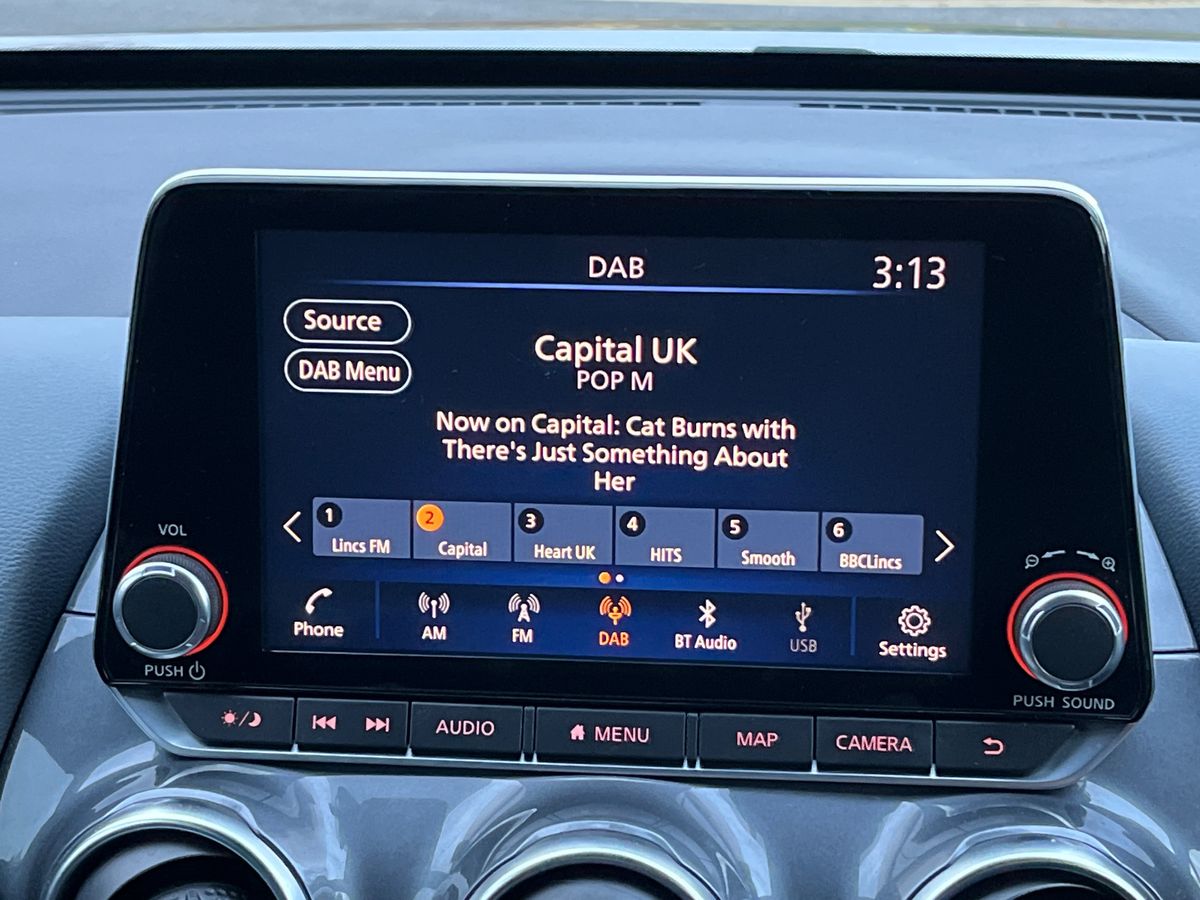 DAB
3:13
Source
DAB Menu
Capital UK
POP M
Now on Capital: Cat Burns with
There's Just Something About
Her
1 Lincs FM
2 Capital
3 Heart UK
4 HITS
5 Smooth
6 BBCLincs
Phone
AM
FM
DAB
BT Audio
USB
Settings
VOL
PUSH
PUSH SOUND
AUDIO
MENU
MAP
CAMERA